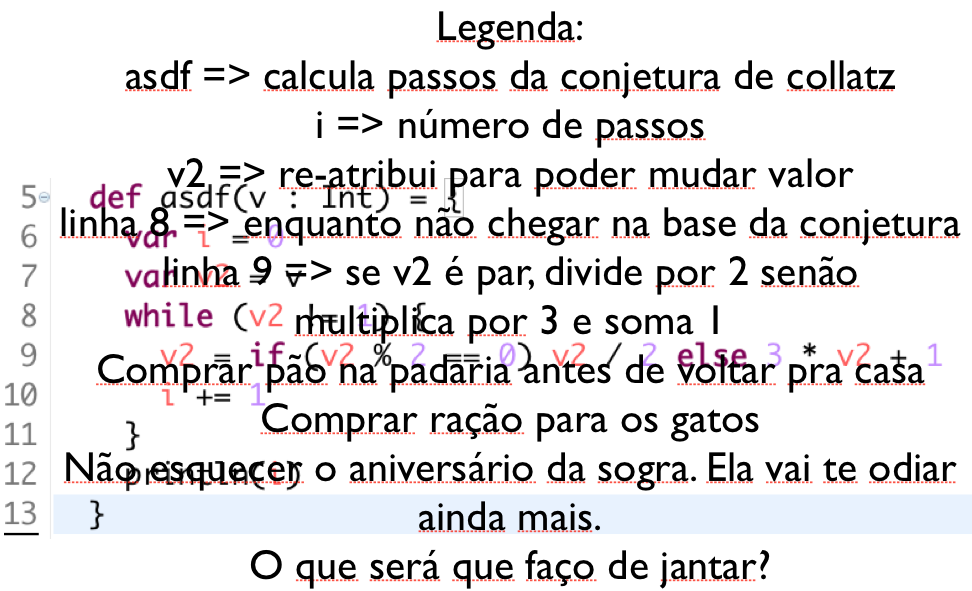 Legenda:
asdf => calcula passos da conjetura de collatz
i => número de passos
v2 => re-atribui para poder mudar valor
linha 8 => enquanto não chegar na base da conjetura
linha 9 => se v2 é par, divide por 2 senão
multiplica por 3 e soma 1
Comprar pão na padaria antes de voltar pra casa
Comprar ração para os gatos
Não esquecer o aniversário da sogra. Ela vai te odiar
ainda mais.
O que será que faço de jantar?
5 def asdf(v : Int) = {
6 var i = 0
7 var v2 = v
8 while (v2 != 1) {
9 v2 = if (v2 % 2 == 0) v2 / 2 else 3 * v2 + 1
10 i += 1
11 }
12 println(i)
13 }